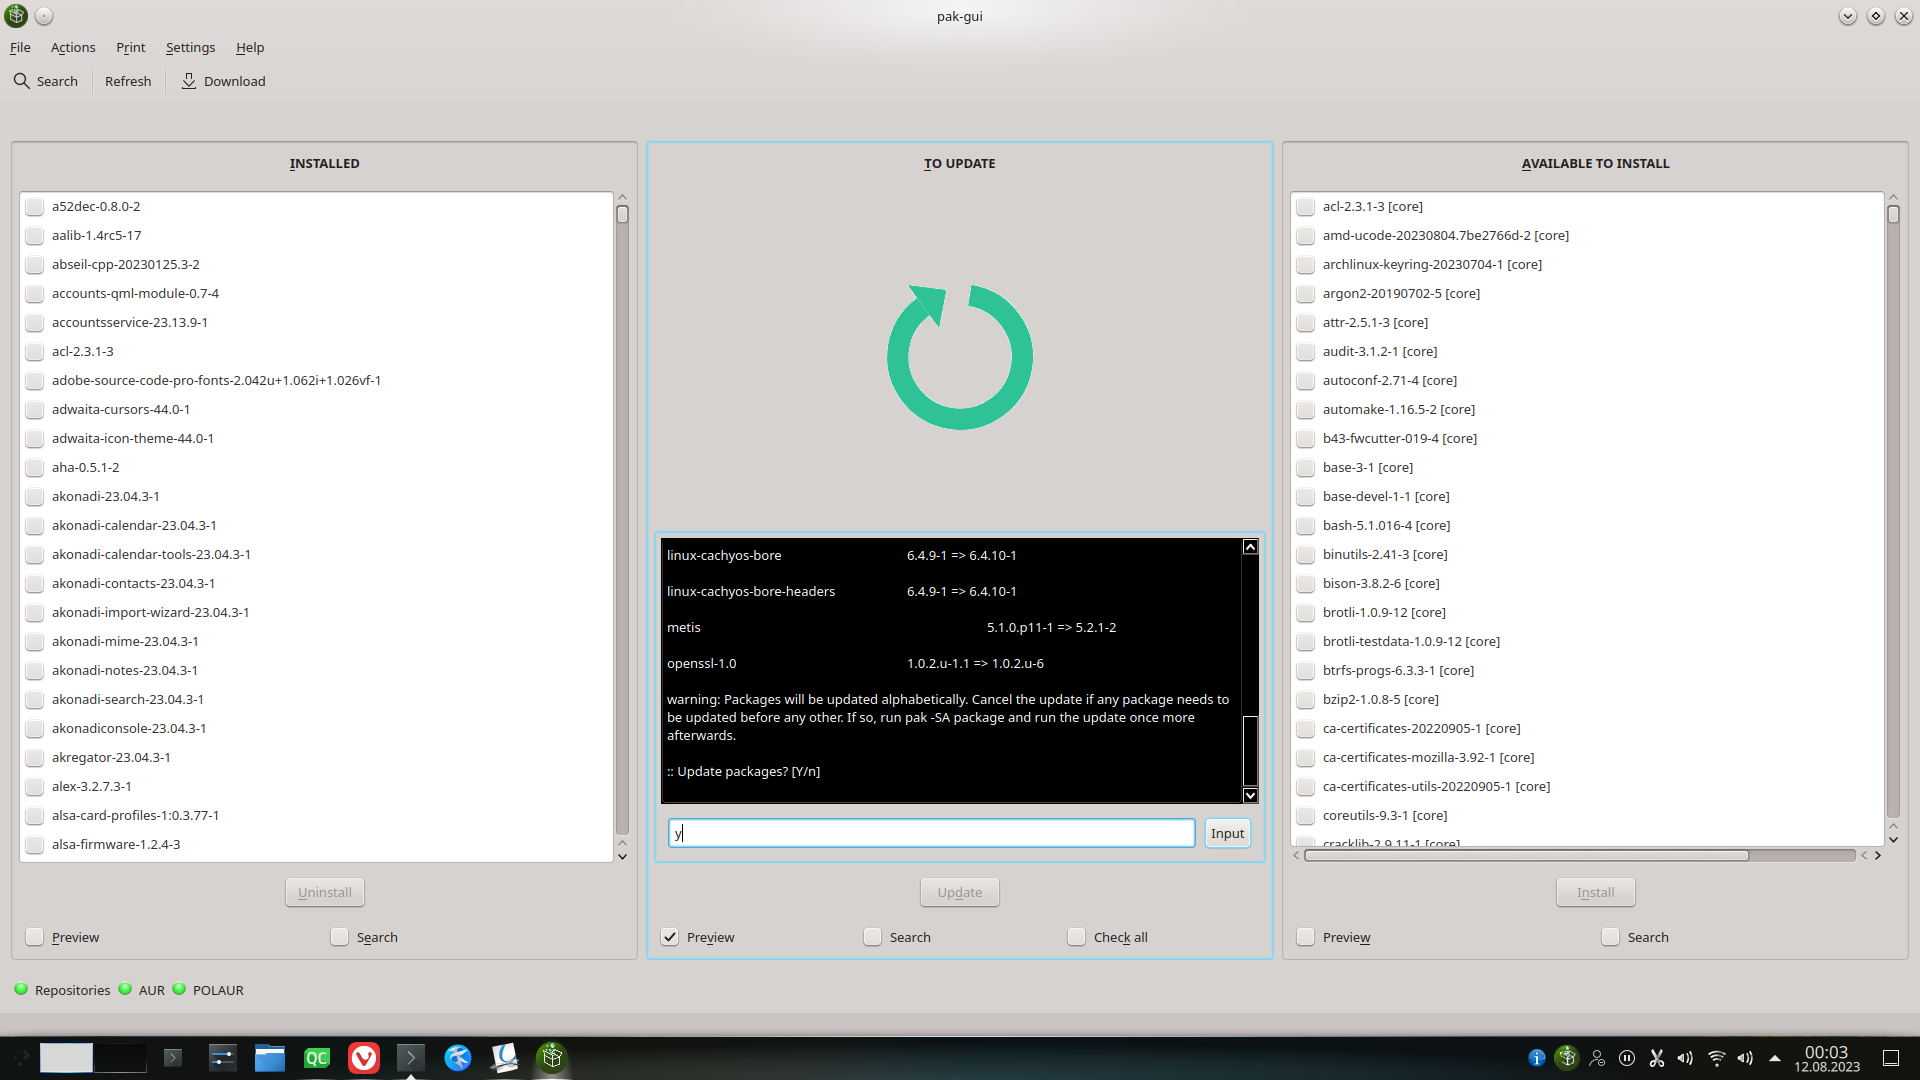 pak-gui
File Actions Print Settings Help
Search Refresh Download
INSTALLED
a52dec-0.8.0-2
aalib-1.4rc5-17
abseil-cpp-20230125.3-2
accounts-qml-module-0.7-4
accountsservice-23.13.9-1
acl-2.3.1-3
adobe-source-code-pro-fonts-2.042u+1.062i+1.026vf-1
adwaita-cursors-44.0-1
adwaita-icon-theme-44.0-1
aha-0.5.1-2
akonadi-23.04.3-1
akonadi-calendar-23.04.3-1
akonadi-calendar-tools-23.04.3-1
akonadi-contacts-23.04.3-1
akonadi-import-wizard-23.04.3-1
akonadi-mime-23.04.3-1
akonadi-notes-23.04.3-1
akonadi-search-23.04.3-1
akonadiconsole-23.04.3-1
akregator-23.04.3-1
alex-3.2.7.3-1
alsa-card-profiles-1:0.3.77-1
alsa-firmware-1.2.4-3
Uninstall
Preview Search
TO UPDATE
linux-cachyos-bore 6.4.9-1 => 6.4.10-1
linux-cachyos-bore-headers 6.4.9-1 => 6.4.10-1
metis 5.1.0.p11-1 => 5.2.1-2
openssl-1.0 1.0.2.u-1.1 => 1.0.2.u-6
warning: Packages will be updated alphabetically. Cancel the update if any package needs to
be updated before any other. If so, run pak -SA package and run the update once more
afterwards.
:: Update packages? [Y/n]
y Input
Update
Preview Search Check all
AVAILABLE TO INSTALL
acl-2.3.1-3 [core]
amd-ucode-20230804.7be2766d-2 [core]
archlinux-keyring-20230704-1 [core]
argon2-20190702-5 [core]
attr-2.5.1-3 [core]
audit-3.1.2-1 [core]
autoconf-2.71-4 [core]
automake-1.16.5-2 [core]
b43-fwcutter-019-4 [core]
base-3-1 [core]
base-devel-1-1 [core]
bash-5.1.016-4 [core]
binutils-2.41-3 [core]
bison-3.8.2-6 [core]
brotli-1.0.9-12 [core]
brotli-testdata-1.0.9-12 [core]
btrfs-progs-6.3.3-1 [core]
bzip2-1.0.8-5 [core]
ca-certificates-20220905-1 [core]
ca-certificates-mozilla-3.92-1 [core]
ca-certificates-utils-20220905-1 [core]
coreutils-9.3-1 [core]
cracklib-2.9.11-1 [core]
Install
Preview Search
Repositories AUR POLAUR
QC
00:03
12.08.2023